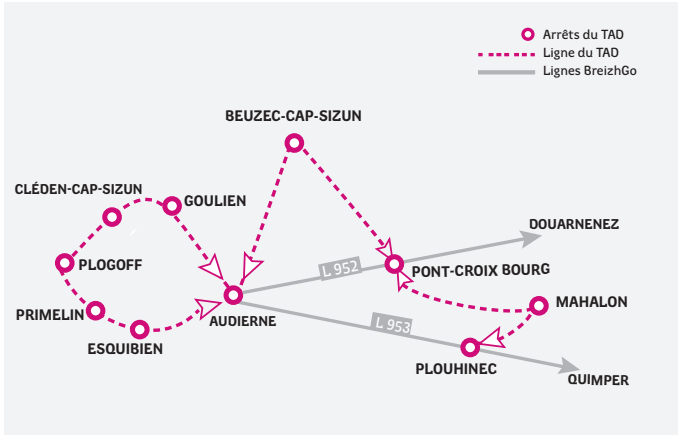 Arrêts du TAD
Ligne du TAD
Lignes BreizhGo
BEUZEC-CAP-SIZUN
CLÉDEN-CAP-SIZUN
GOULIEN
DOUARNENEZ
PLOGOFF
L 952
PONT-CROIX BOURG
PRIMELIN
AUDIERNE
MAHALON
L 953
ESQUIBIEN
PLOUHINEC
QUIMPER